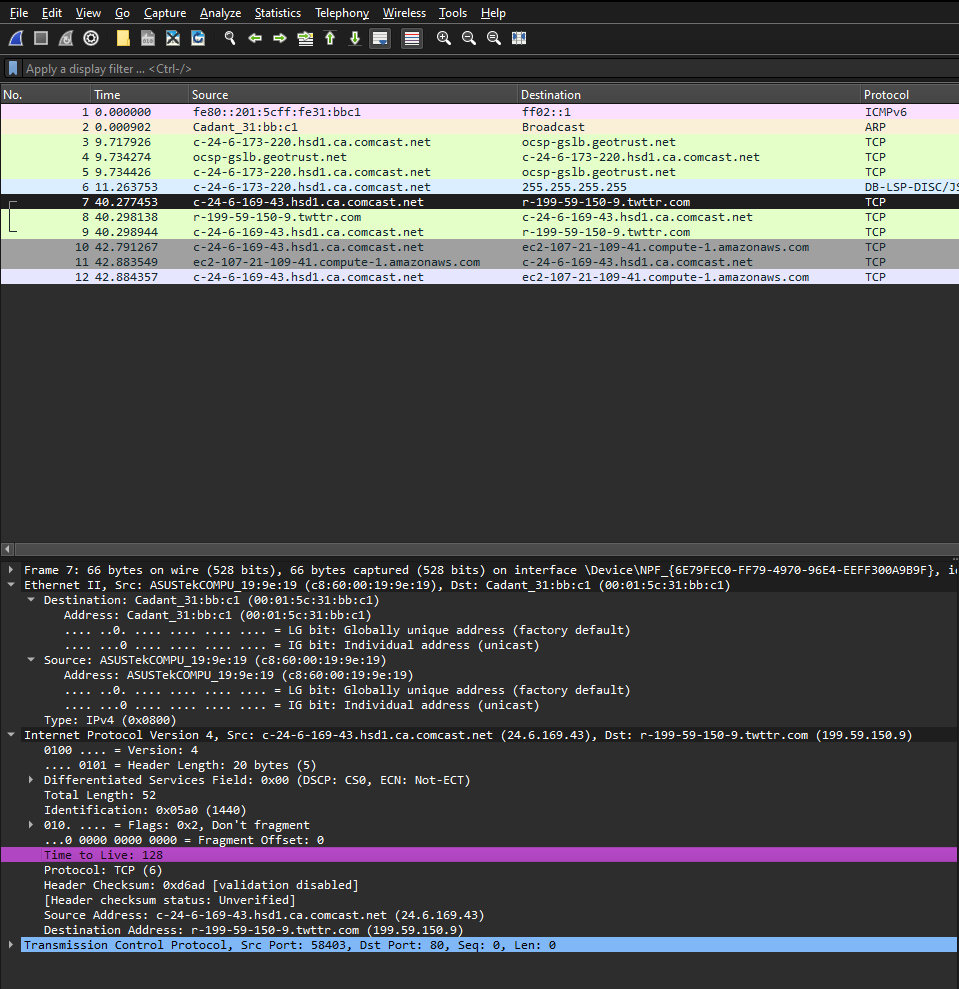 File Edit View Go Capture Analyze Statistics Telephony Wireless Tools Help
Apply a display filter ... <Ctrl-/>
No. Time Source Destination Protocol
1 0.000000 fe80::201:5cff:fe31:bbc1 ff02::1 ICMPv6
2 0.000902 Cadant_31:bb:c1 Broadcast ARP
3 9.717926 c-24-6-173-220.hsd1.ca.comcast.net ocsp-gslb.geotrust.net TCP
4 9.734274 ocsp-gslb.geotrust.net c-24-6-173-220.hsd1.ca.comcast.net TCP
5 9.734426 c-24-6-173-220.hsd1.ca.comcast.net ocsp-gslb.geotrust.net TCP
6 11.263753 c-24-6-173-220.hsd1.ca.comcast.net 255.255.255.255 DB-LSP-DISC/JS
7 40.277453 c-24-6-169-43.hsd1.ca.comcast.net r-199-59-150-9.twttr.com TCP
8 40.298138 r-199-59-150-9.twttr.com c-24-6-169-43.hsd1.ca.comcast.net TCP
9 40.298944 c-24-6-169-43.hsd1.ca.comcast.net r-199-59-150-9.twttr.com TCP
10 42.791267 c-24-6-169-43.hsd1.ca.comcast.net ec2-107-21-109-41.compute-1.amazonaws.com TCP
11 42.883549 ec2-107-21-109-41.compute-1.amazonaws.com c-24-6-169-43.hsd1.ca.comcast.net TCP
12 42.884357 c-24-6-169-43.hsd1.ca.comcast.net ec2-107-21-109-41.compute-1.amazonaws.com TCP
Frame 7: 66 bytes on wire (528 bits), 66 bytes captured (528 bits) on interface \Device\NPF_{6E79FEC0-FF79-4970-96E4-EEFF300A9B9F}, i
Ethernet II, Src: ASUSTekCOMPU_19:9e:19 (c8:60:00:19:9e:19), Dst: Cadant_31:bb:c1 (00:01:5c:31:bb:c1)
Destination: Cadant_31:bb:c1 (00:01:5c:31:bb:c1)
Address: Cadant_31:bb:c1 (00:01:5c:31:bb:c1)
.... ..0. .... .... .... .... = LG bit: Globally unique address (factory default)
.... ...0 .... .... .... .... = IG bit: Individual address (unicast)
Source: ASUSTekCOMPU_19:9e:19 (c8:60:00:19:9e:19)
Address: ASUSTekCOMPU_19:9e:19 (c8:60:00:19:9e:19)
.... ..0. .... .... .... .... = LG bit: Globally unique address (factory default)
.... ...0 .... .... .... .... = IG bit: Individual address (unicast)
Type: IPv4 (0x0800)
Internet Protocol Version 4, Src: c-24-6-169-43.hsd1.ca.comcast.net (24.6.169.43), Dst: r-199-59-150-9.twttr.com (199.59.150.9)
0100 .... = Version: 4
.... 0101 = Header Length: 20 bytes (5)
Differentiated Services Field: 0x00 (DSCP: CS0, ECN: Not-ECT)
Total Length: 52
Identification: 0x05a0 (1440)
010. .... = Flags: 0x2, Don't fragment
...0 0000 0000 0000 = Fragment Offset: 0
Time to Live: 128
Protocol: TCP (6)
Header Checksum: 0xd6ad [validation disabled]
[Header checksum status: Unverified]
Source Address: c-24-6-169-43.hsd1.ca.comcast.net (24.6.169.43)
Destination Address: r-199-59-150-9.twttr.com (199.59.150.9)
Transmission Control Protocol, Src Port: 58403, Dst Port: 80, Seq: 0, Len: 0